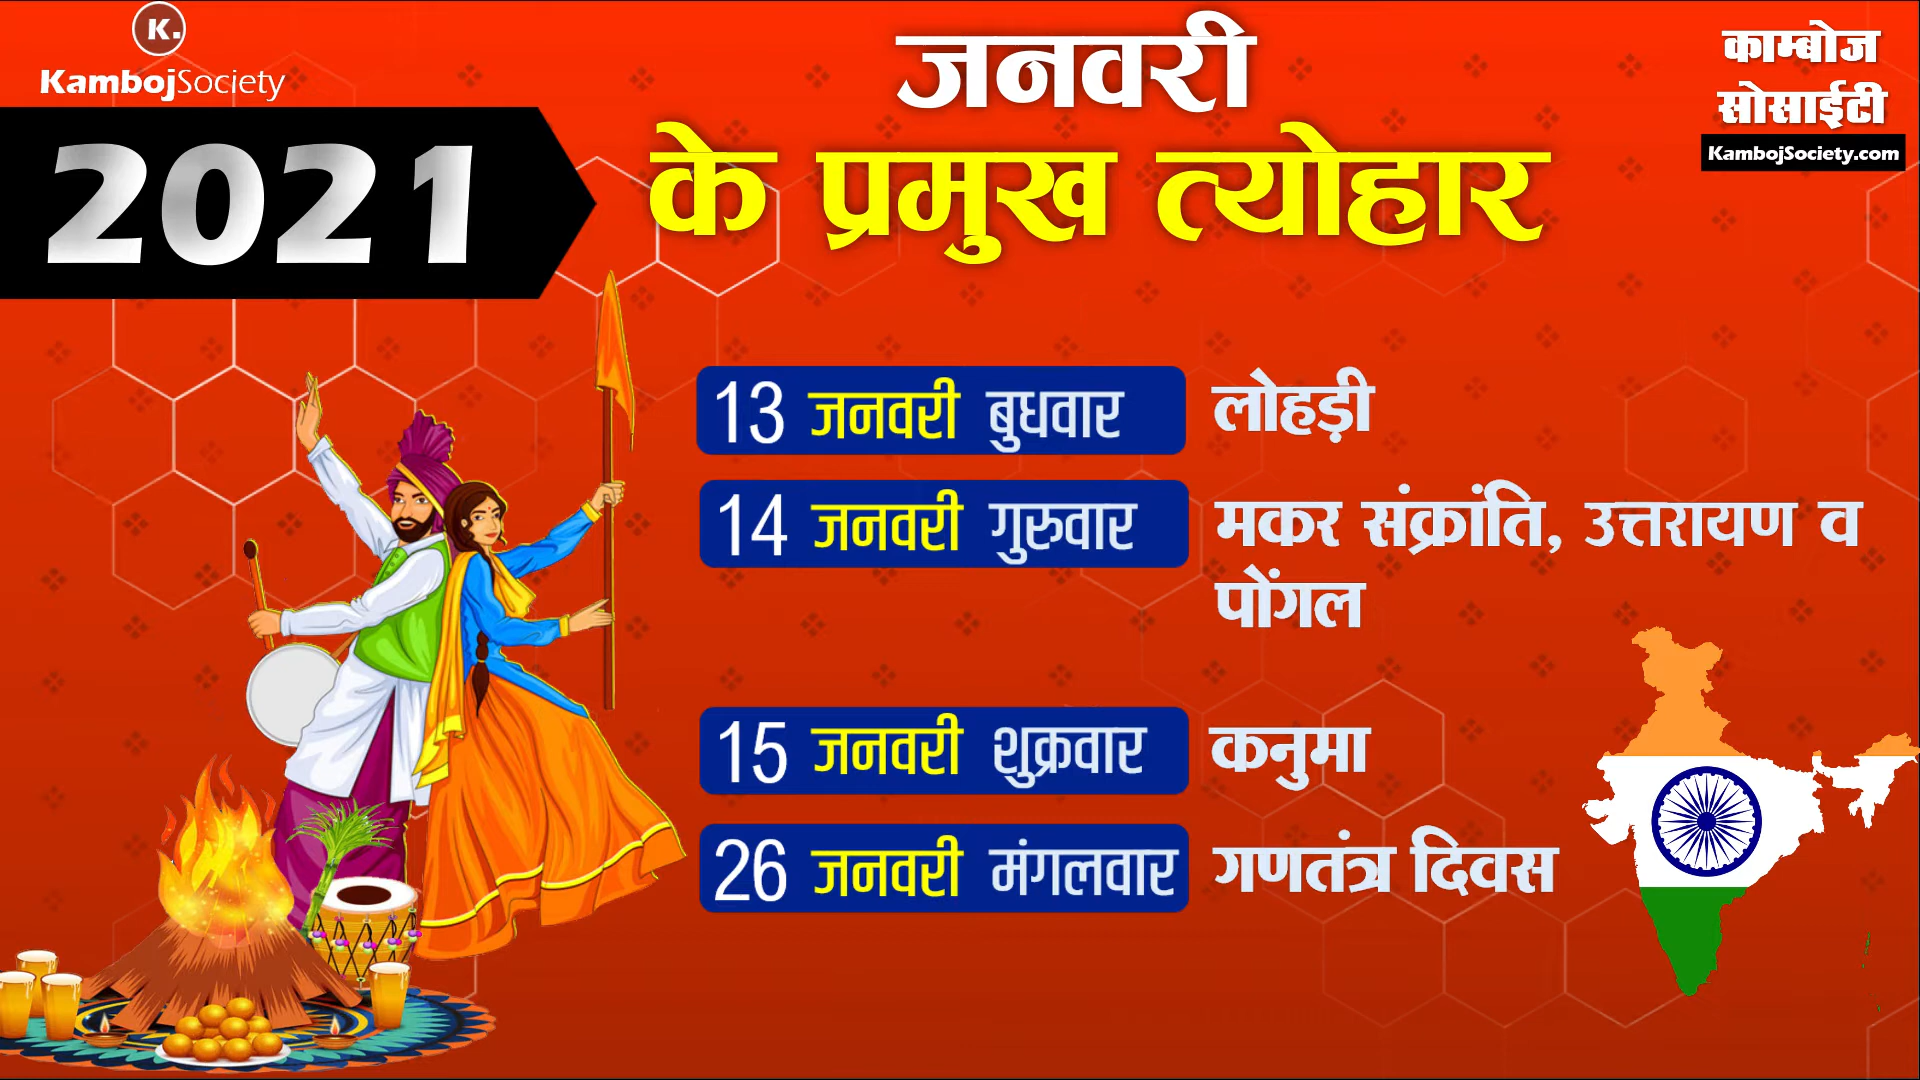 K.
KambojSociety
2021
जनवरी
के प्रमुख त्योहार
काम्बोज
सोसाईटी
KambojSociety.com
13 जनवरी बुधवार लोहड़ी
14 जनवरी गुरुवार मकर संक्रांति, उत्तरायण व
पोंगल
15 जनवरी शुक्रवार कनुमा
26 जनवरी मंगलवार गणतंत्र दिवस